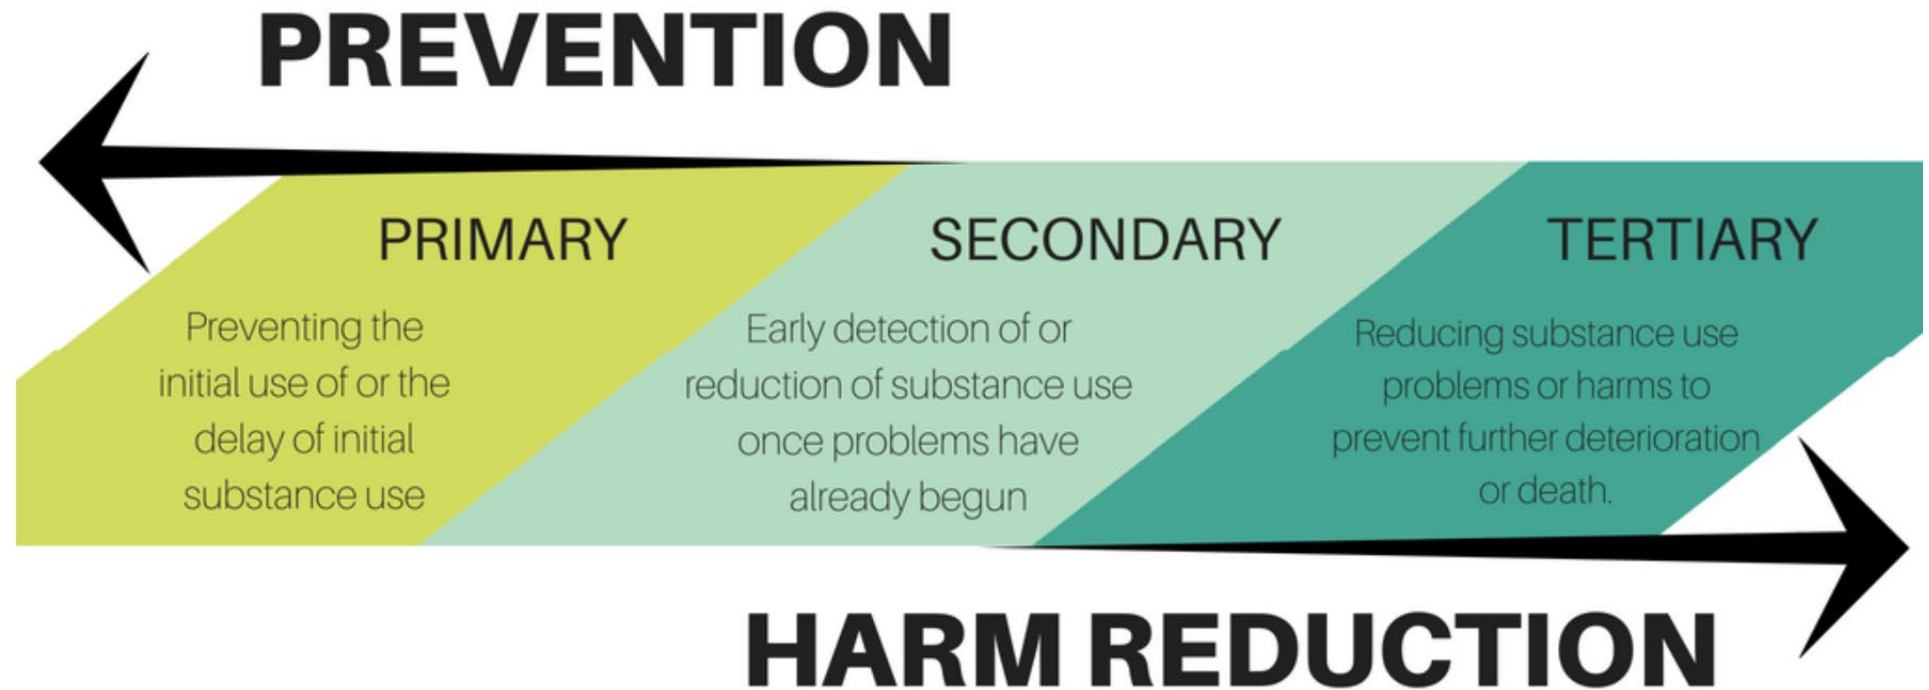 PREVENTION
PRIMARY
Preventing the
initial use of or the
delay of initial
substance use
SECONDARY
Early detection of or
reduction of substance use
once problems have
already begun
TERTIARY
Reducing substance use
problems or harms to
prevent further deterioration
or death.
HARM REDUCTION